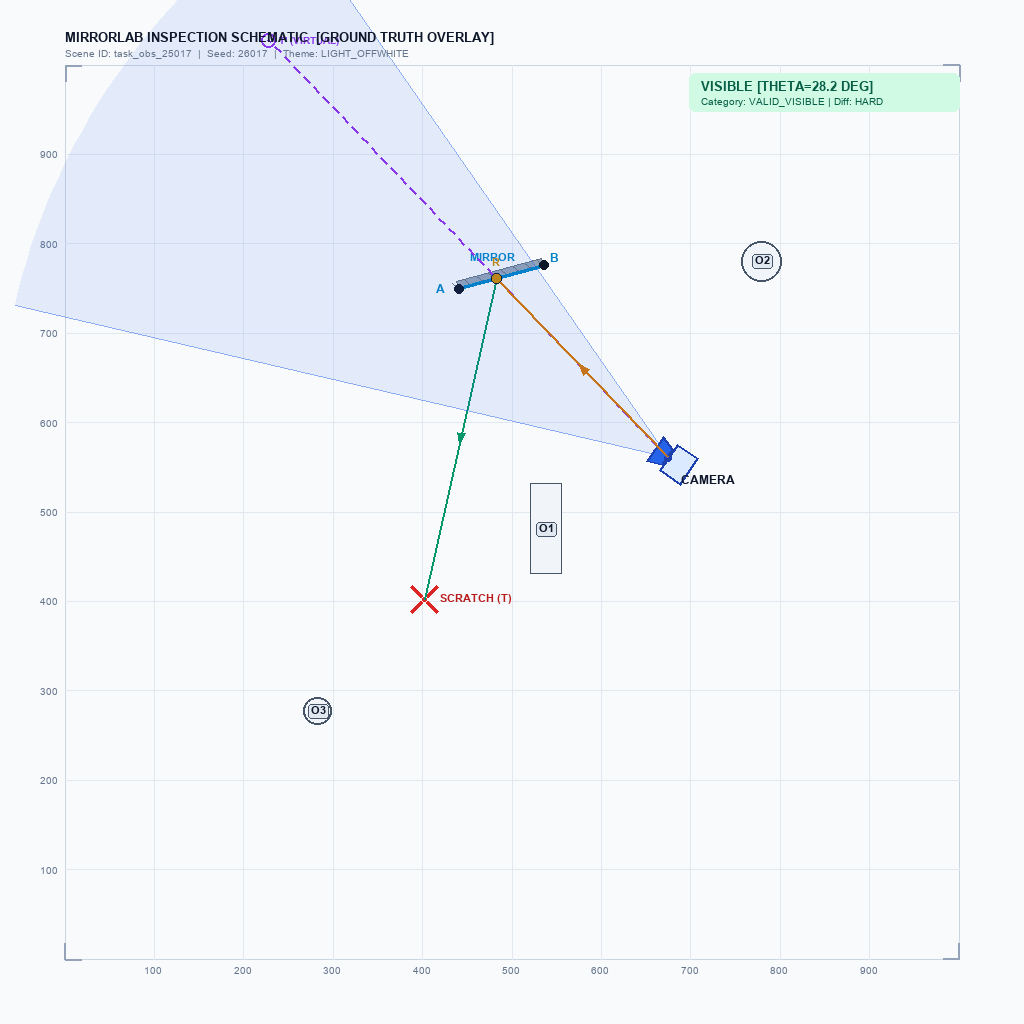 MIRRORLAB INSPECTION SCHEMATIC [GROUND TRUTH OVERLAY]
(VIRTUAL)
Scene ID: task_obs_25017 | Seed: 26017 | Theme: LIGHT_OFFWHITE
VISIBLE [THETA=28.2 DEG]
Category: VALID_VISIBLE | Diff: HARD
900
800
MIRROR
R
B
O2
A
700
600
CAMERA
500
O1
400
SCRATCH (T)
300
O3
200
100
100 200 300 400 500 600 700 800 900